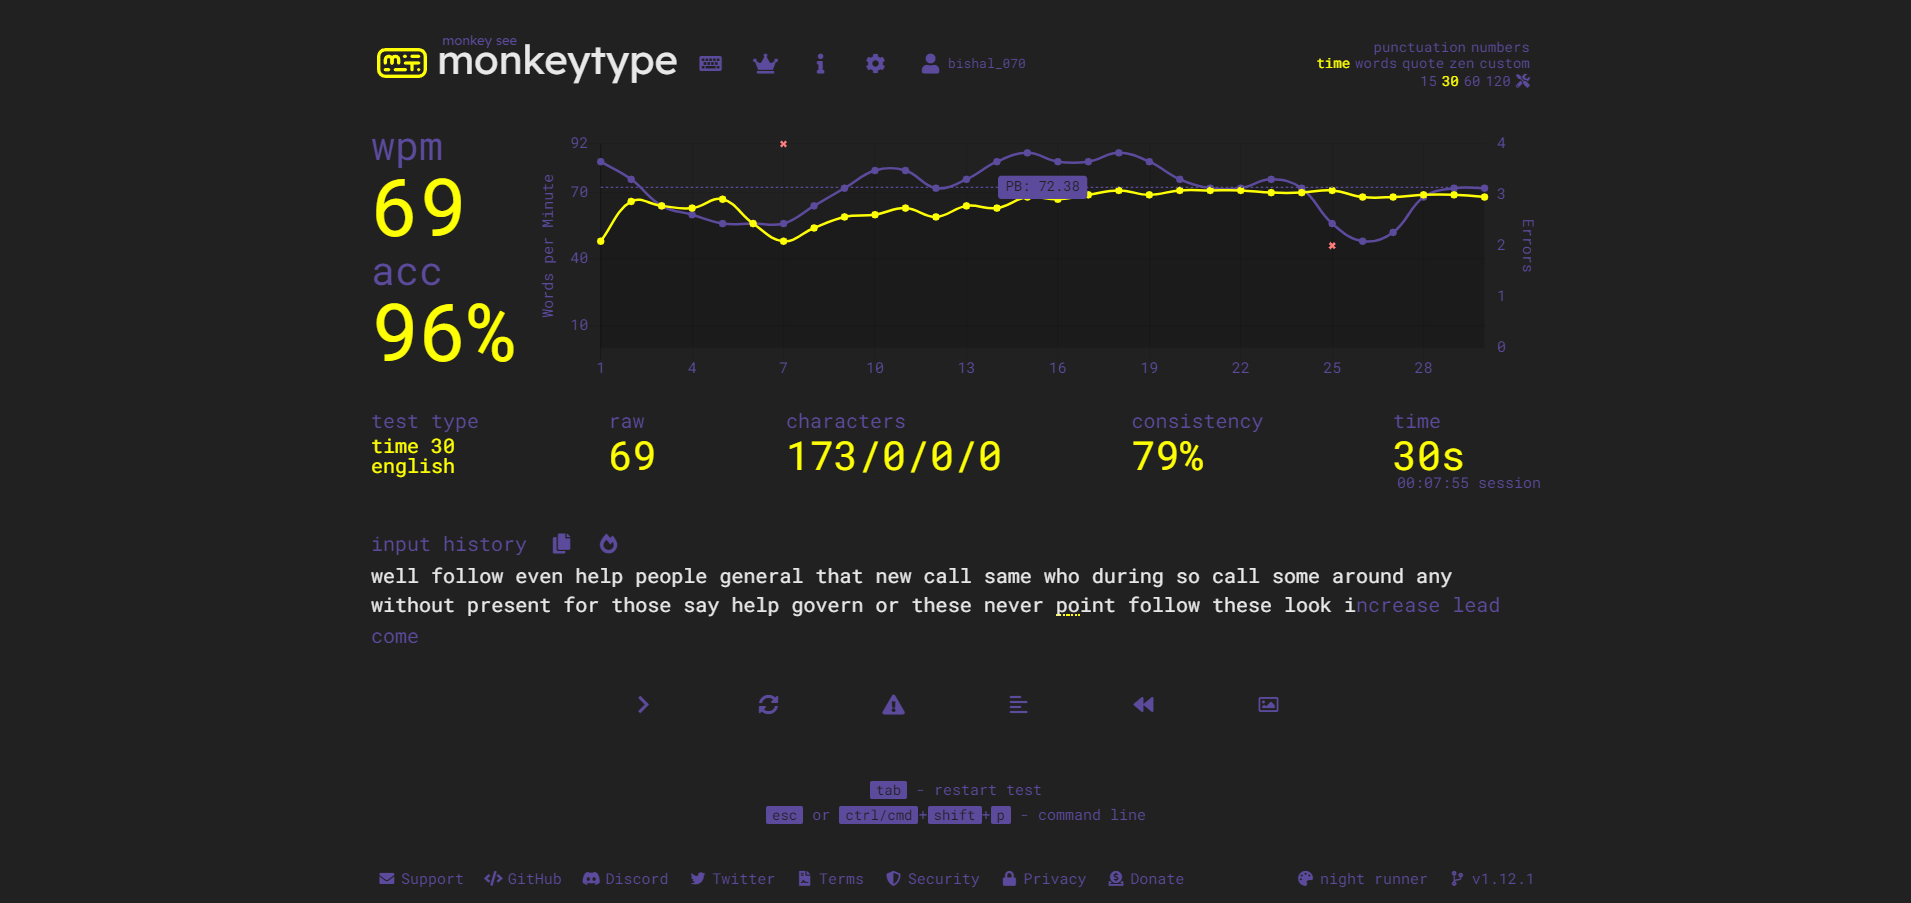 monkey see
monkeytype
bishal_070
punctuation numbers
time words quote zen custom
15 30 60 120
wpm
69
acc
96%
Words per Minute
92
70
40
10
PB: 72.38
4
3
2
1
0
Errors
1 4 7 10 13 16 19 22 25 28
test type
time 30
english
raw
69
characters
173/0/0/0
consistency
79%
time
30s
00:07:55 session
input history
well follow even help people general that new call same who during so call some around any
without present for those say help govern or these never point follow these look increase lead
come
tab - restart test
esc or ctrl/cmd+shift+p - command line
Support GitHub Discord Twitter Terms Security Privacy Donate night runner v1.12.1